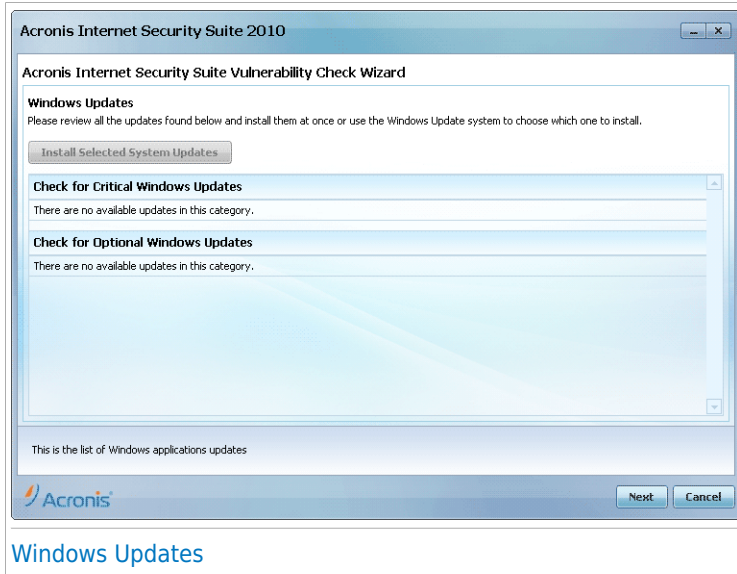 Acronis Internet Security Suite 2010
Acronis Internet Security Suite Vulnerability Check Wizard
Windows Updates
Please review all the updates found below and install them at once or use the Windows Update system to choose which one to install.
Install Selected System Updates
Check for Critical Windows Updates
There are no available updates in this category.
Check for Optional Windows Updates
There are no available updates in this category.
This is the list of Windows applications updates
Acronis
Next Cancel
Windows Updates